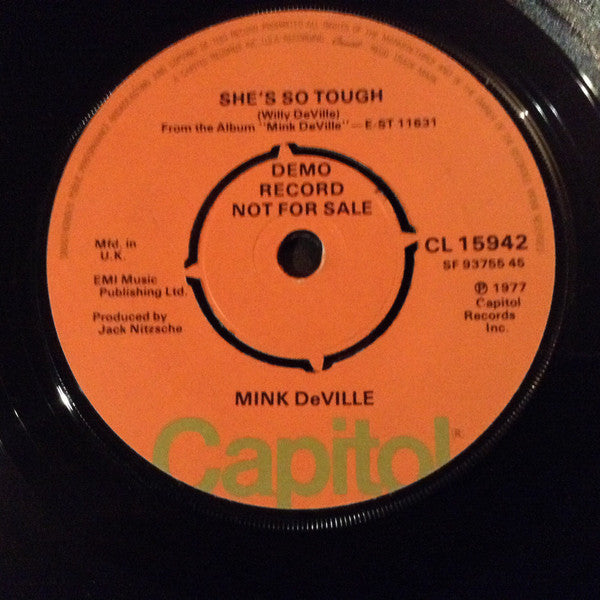 SHE'S SO TOUGH
(Willy DeVille)
From the Album "Mink DeVille"—E-ST 11631
DEMO
RECORD
NOT FOR SALE
Mfd. in
U.K.
EMI Music
Publishing Ltd.
Produced by
Jack Nitzsche
CL 15942
SF 93755 45
℗ 1977
Capitol
Records
Inc.
MINK DeVILLE
Capitol